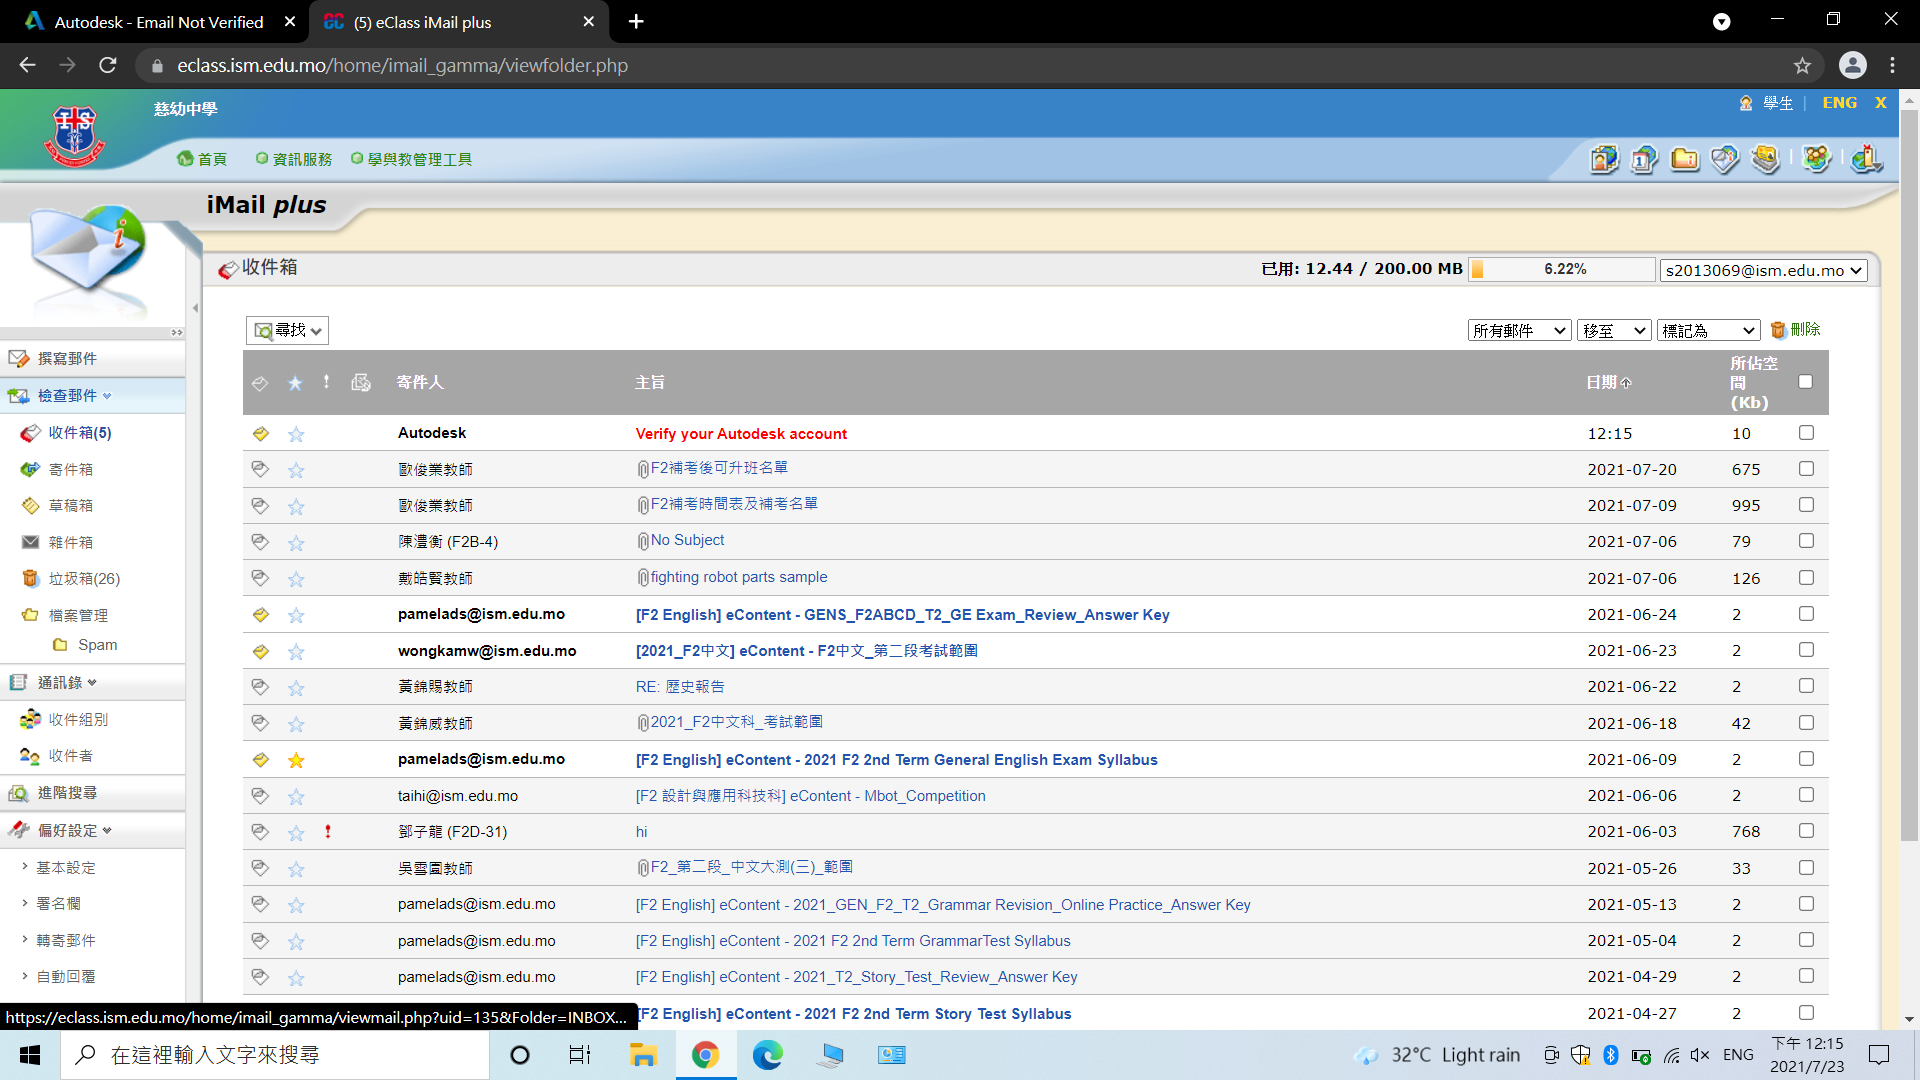 Autodesk - Email Not Verified
(5) eClass iMail plus
eclass.ism.edu.mo/home/imail_gamma/viewfolder.php
慈幼中學
學生
ENG
X
首頁
資訊服務
學與教管理工具
iMail plus
收件箱
已用: 12.44 / 200.00 MB
6.22%
s2013069@ism.edu.mo
尋找
所有郵件
移至
標記為
刪除
撰寫郵件
檢查郵件
收件箱(5)
寄件箱
草稿箱
雜件箱
垃圾箱(26)
檔案管理
Spam
通訊錄
收件組別
收件者
進階搜尋
偏好設定
基本設定
署名欄
轉寄郵件
自動回覆
寄件人 主旨 日期 所佔空間 (Kb)
Autodesk Verify your Autodesk account 12:15 10
歐俊業教師 F2補考後可升班名單 2021-07-20 675
歐俊業教師 F2補考時間表及補考名單 2021-07-09 995
陳灃衡 (F2B-4) No Subject 2021-07-06 79
戴皓賢教師 fighting robot parts sample 2021-07-06 126
pamelads@ism.edu.mo [F2 English] eContent - GENS_F2ABCD_T2_GE Exam_Review_Answer Key 2021-06-24 2
wongkamw@ism.edu.mo [2021_F2中文] eContent - F2中文_第二段考試範圍 2021-06-23 2
黃錦賜教師 RE: 歷史報告 2021-06-22 2
黃錦威教師 2021_F2中文科_考試範圍 2021-06-18 42
pamelads@ism.edu.mo [F2 English] eContent - 2021 F2 2nd Term General English Exam Syllabus 2021-06-09 2
taihi@ism.edu.mo [F2 設計與應用科技科] eContent - Mbot_Competition 2021-06-06 2
鄧子龍 (F2D-31) hi 2021-06-03 768
吳雪圓教師 F2_第二段_中文大測(三)_範圍 2021-05-26 33
pamelads@ism.edu.mo [F2 English] eContent - 2021_GEN_F2_T2_Grammar Revision_Online Practice_Answer Key 2021-05-13 2
pamelads@ism.edu.mo [F2 English] eContent - 2021 F2 2nd Term GrammarTest Syllabus 2021-05-04 2
pamelads@ism.edu.mo [F2 English] eContent - 2021_T2_Story_Test_Review_Answer Key 2021-04-29 2
[F2 English] eContent - 2021 F2 2nd Term Story Test Syllabus 2021-04-27 2
https://eclass.ism.edu.mo/home/imail_gamma/viewmail.php?uid=135&Folder=INBOX...
在這裡輸入文字來搜尋
32°C Light rain
ENG
下午 12:15
2021/7/23